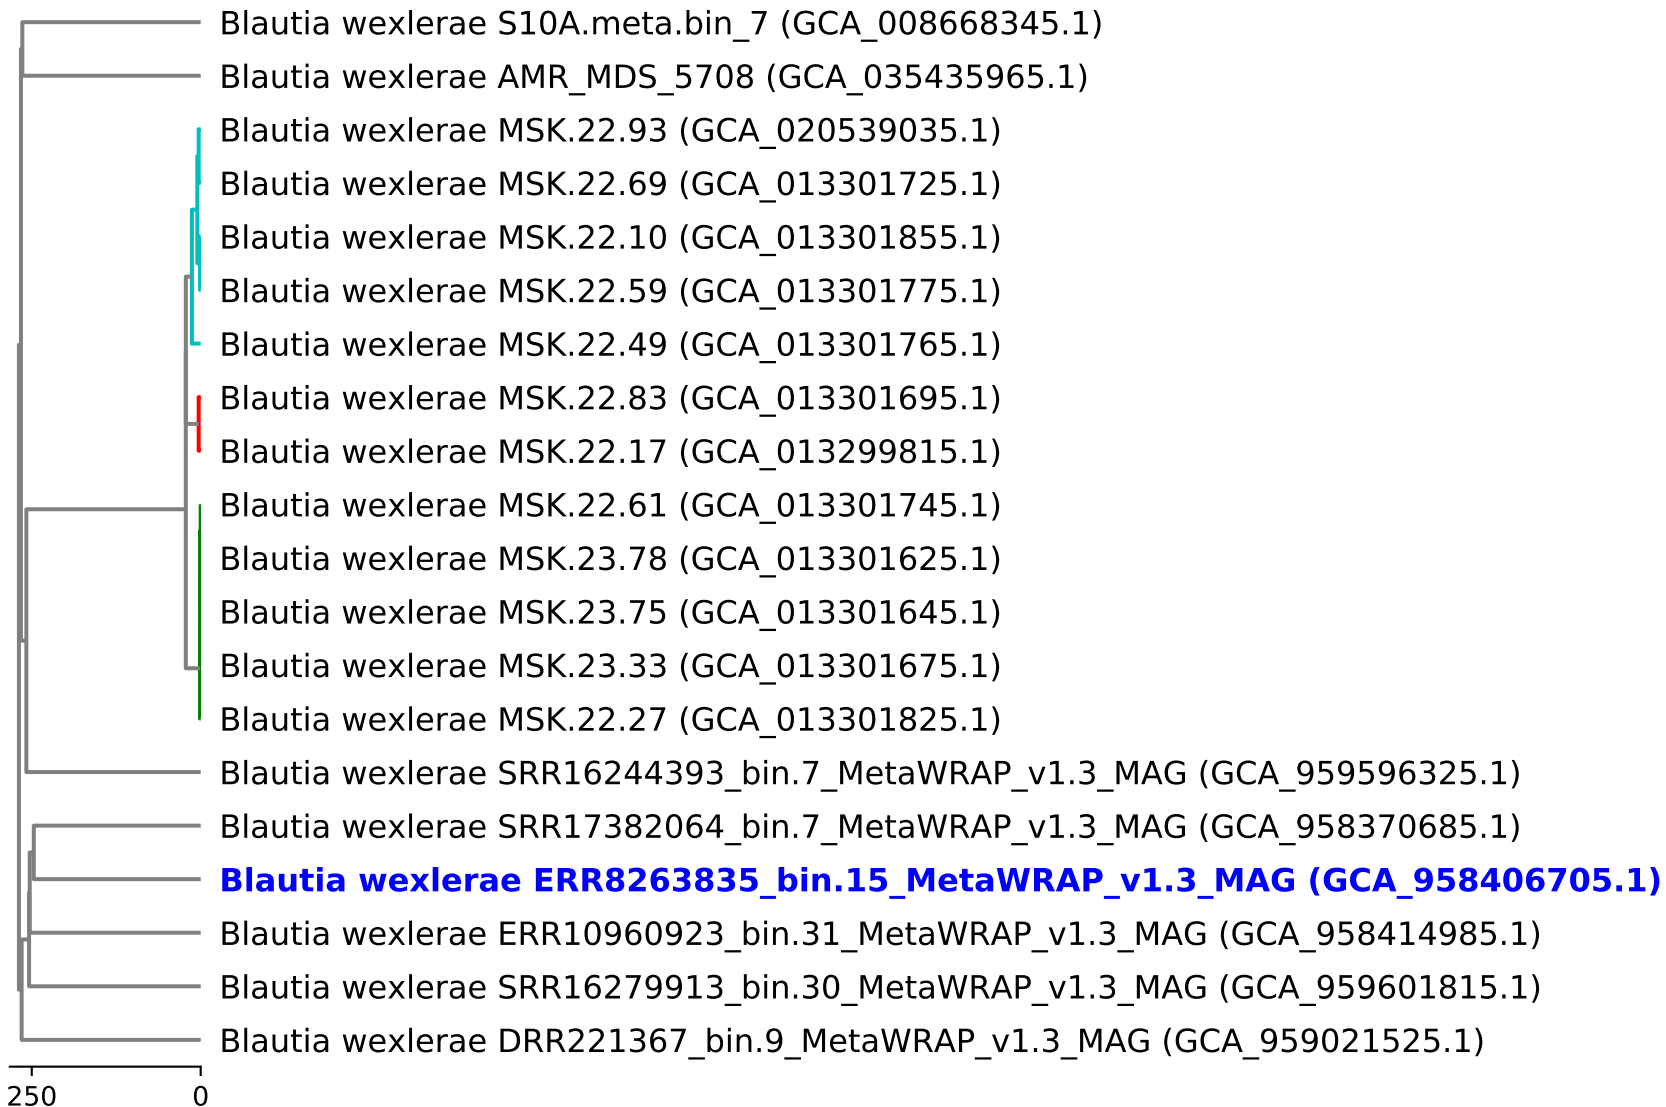 Blautia wexlerae S10A.meta.bin_7 (GCA_008668345.1)
Blautia wexlerae AMR_MDS_5708 (GCA_035435965.1)
Blautia wexlerae MSK.22.93 (GCA_020539035.1)
Blautia wexlerae MSK.22.69 (GCA_013301725.1)
Blautia wexlerae MSK.22.10 (GCA_013301855.1)
Blautia wexlerae MSK.22.59 (GCA_013301775.1)
Blautia wexlerae MSK.22.49 (GCA_013301765.1)
Blautia wexlerae MSK.22.83 (GCA_013301695.1)
Blautia wexlerae MSK.22.17 (GCA_013299815.1)
Blautia wexlerae MSK.22.61 (GCA_013301745.1)
Blautia wexlerae MSK.23.78 (GCA_013301625.1)
Blautia wexlerae MSK.23.75 (GCA_013301645.1)
Blautia wexlerae MSK.23.33 (GCA_013301675.1)
Blautia wexlerae MSK.22.27 (GCA_013301825.1)
Blautia wexlerae SRR16244393_bin.7_MetaWRAP_v1.3_MAG (GCA_959596325.1)
Blautia wexlerae SRR17382064_bin.7_MetaWRAP_v1.3_MAG (GCA_958370685.1)
Blautia wexlerae ERR8263835_bin.15_MetaWRAP_v1.3_MAG (GCA_958406705.1)
Blautia wexlerae ERR10960923_bin.31_MetaWRAP_v1.3_MAG (GCA_958414985.1)
Blautia wexlerae SRR16279913_bin.30_MetaWRAP_v1.3_MAG (GCA_959601815.1)
Blautia wexlerae DRR221367_bin.9_MetaWRAP_v1.3_MAG (GCA_959021525.1)
250 0